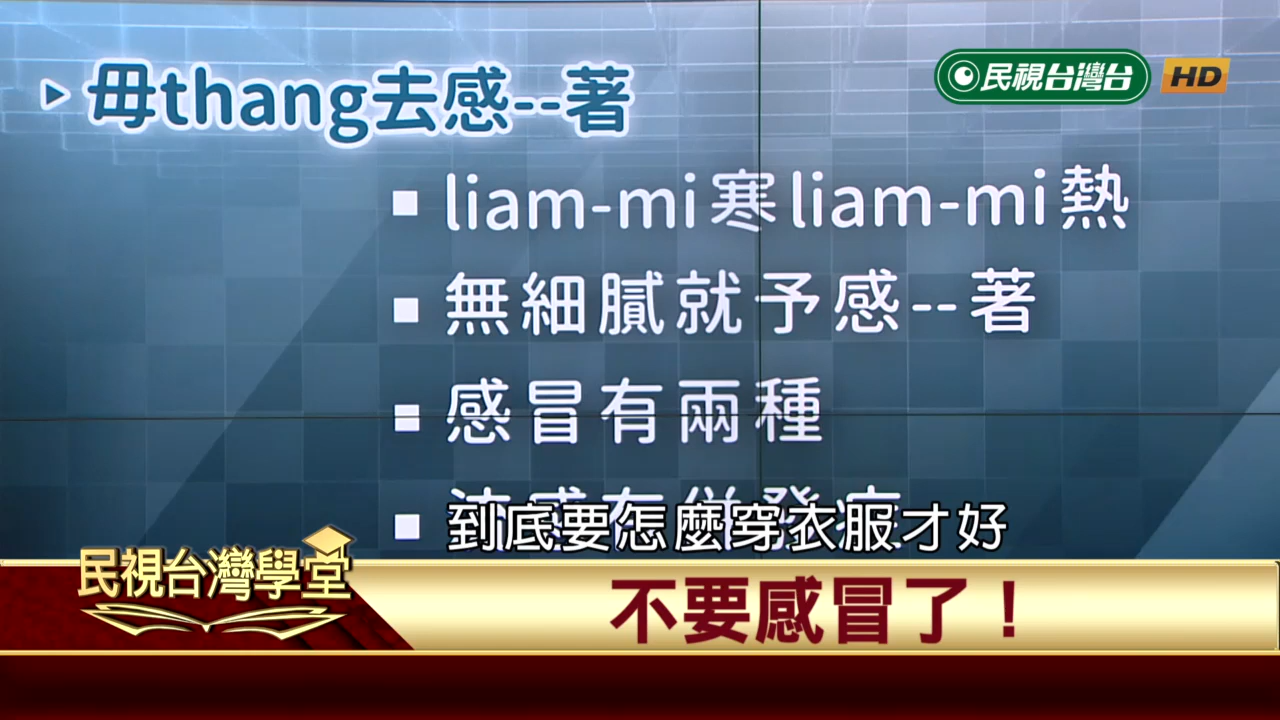 毋thang去感--著
民視台灣台 HD
liam-mi寒liam-mi熱
無細膩就予感--著
感冒有兩種
到底要怎麼穿衣服才好
民視台灣學堂
不要感冒了！